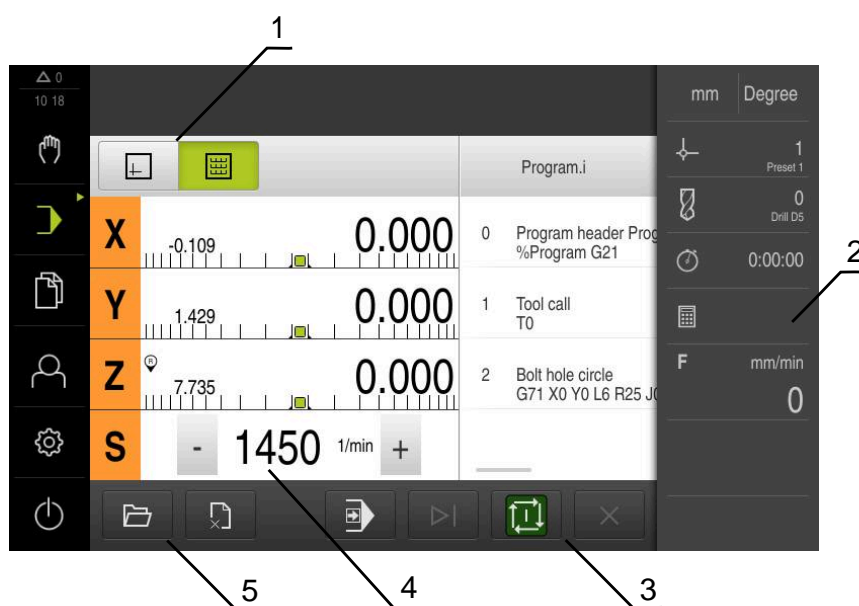 1
0
10 18
mm Degree
1
Preset 1
Program.i
0
Drill D5
X -0.109 0.000
0 Program header Prog
%Program G21
0:00:00
2
Y 1.429 0.000
1 Tool call
T0
F mm/min
0
Z R 7.735 0.000
2 Bolt hole circle
G71 X0 Y0 L6 R25 J0
S - 1450 1/min +
5
4
3